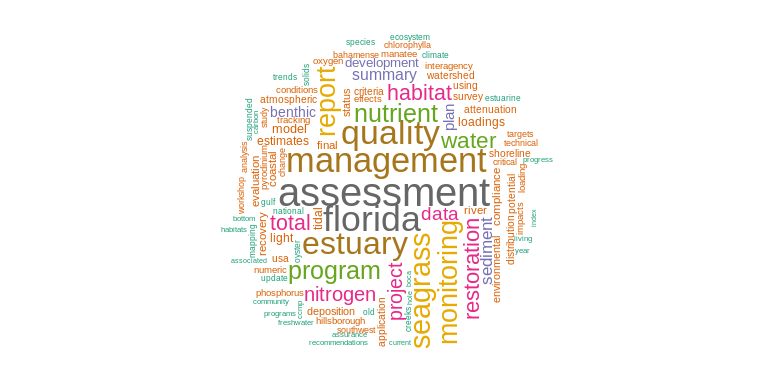 ecosystem
species
chlorophylla
bahamense
manatee
climate
oxygen
development
interagency
trends
solids
summary
watershed
conditions
report
status
criteria
habitat
using
atmospheric
effects
survey
estuarine
suspended
carbon
study
benthic
nutrient
plan
attenuation
tracking
model
quality
loadings
targets
estimates
final
water
technical
analysis
evaluation
pyrodinium
coastal
change
management
shoreline
critical
progress
loading
workshop
assessment
compliance
potential
gulf
national
bottom
habitats
total
tidal
florida
data
river
impacts
index
mapping
recovery
light
estuary
distribution
living
year
associated
usa
oyster
numeric
update
program
project
boca
seagrass
monitoring
restoration
sediment
environmental
phosphorus
nitrogen
hole
community
ccmp
programs
deposition
old
creeks
application
freshwater
hillsborough
southwest
assurance
recommendations
current